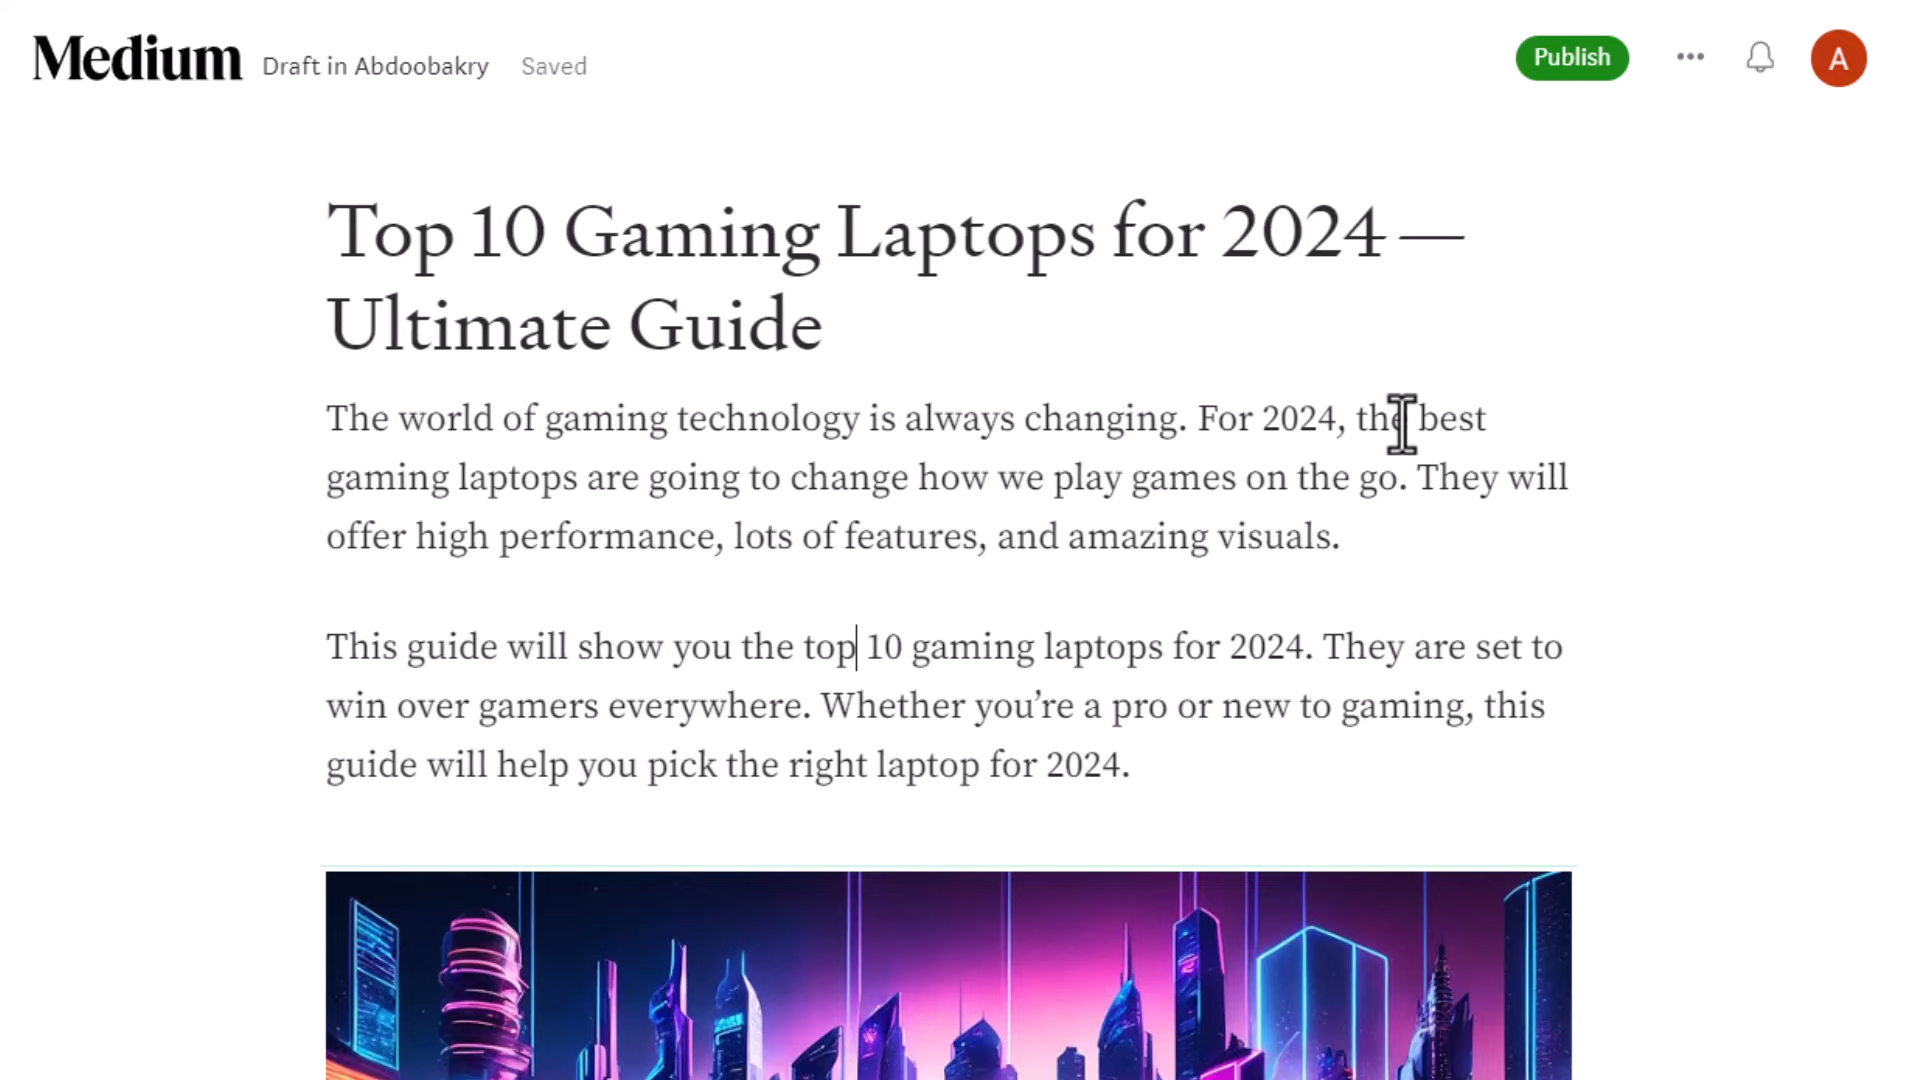 Medium Draft in Abdoobakry Saved Publish A
Top 10 Gaming Laptops for 2024 —
Ultimate Guide
The world of gaming technology is always changing. For 2024, the best
gaming laptops are going to change how we play games on the go. They will
offer high performance, lots of features, and amazing visuals.
This guide will show you the top 10 gaming laptops for 2024. They are set to
win over gamers everywhere. Whether you’re a pro or new to gaming, this
guide will help you pick the right laptop for 2024.